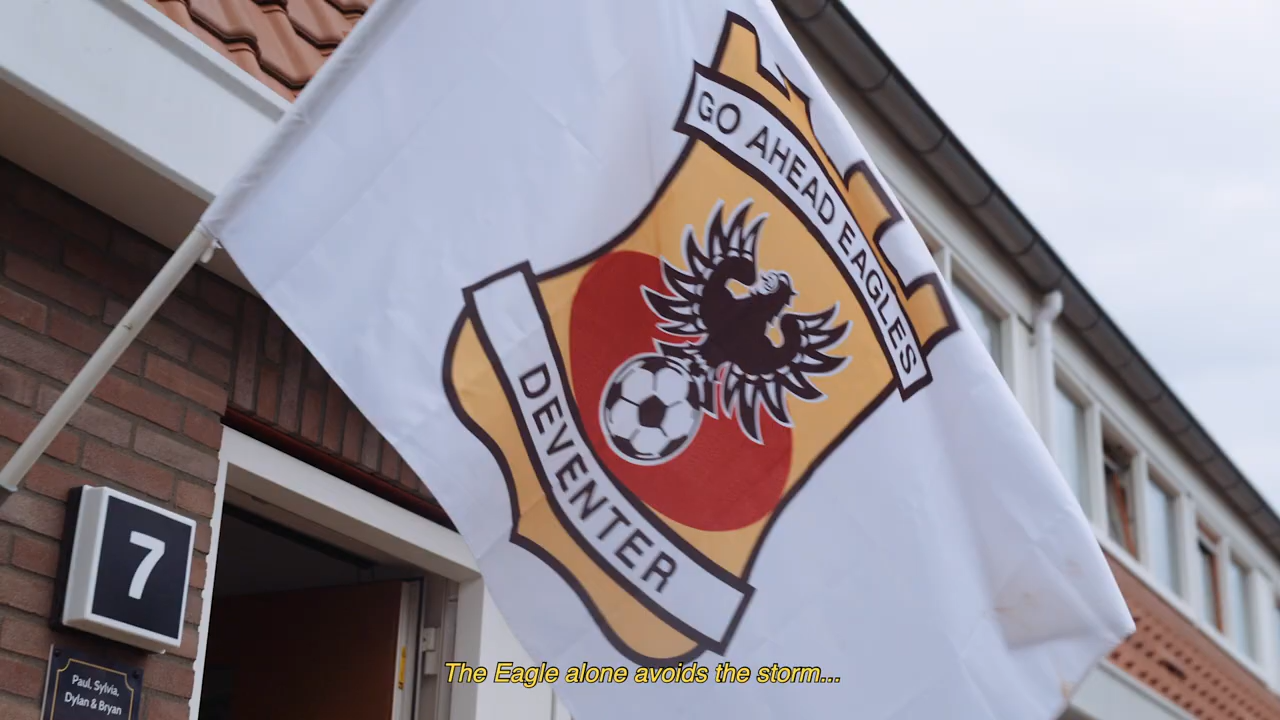 GO AHEAD EAGLES
DEVENTER
7
Paul, Sylvia,
Dylan & Bryan
The Eagle alone avoids the storm...